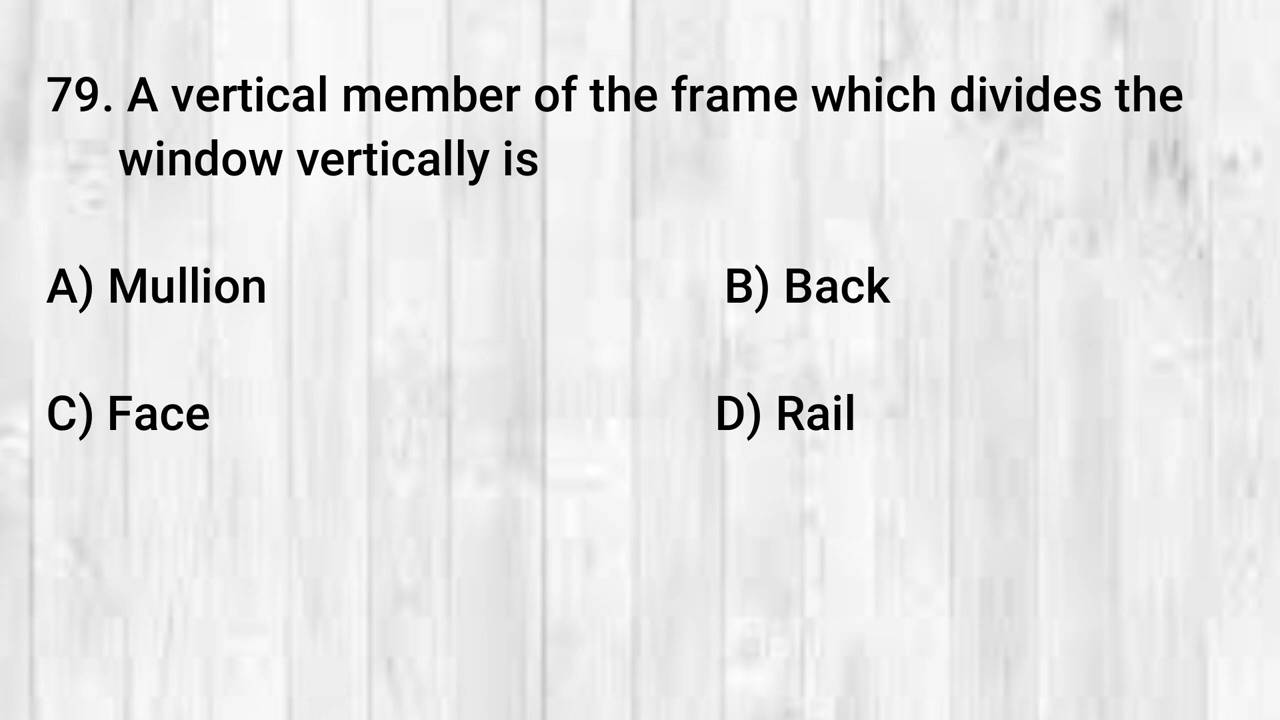 79. A vertical member of the frame which divides the
window vertically is
A) Mullion B) Back
C) Face D) Rail